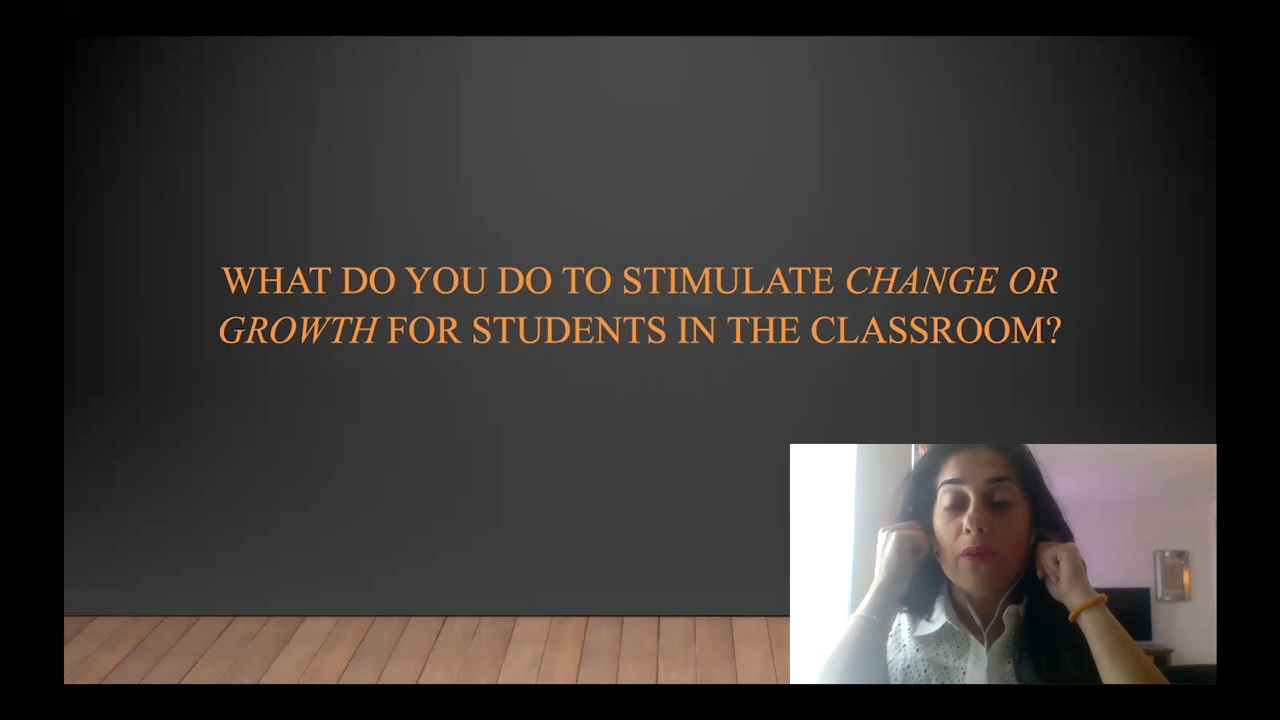 WHAT DO YOU DO TO STIMULATE CHANGE OR
GROWTH FOR STUDENTS IN THE CLASSROOM?